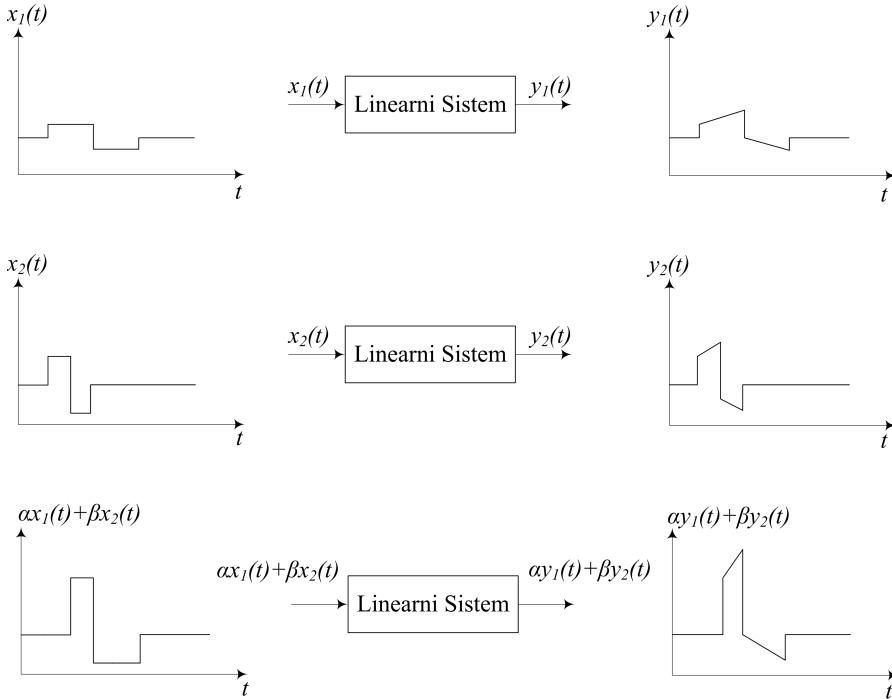 x₁(t)
y₁(t)
x₁(t)
Linearni Sistem
y₁(t)
t
t
x₂(t)
y₂(t)
x₂(t)
Linearni Sistem
y₂(t)
t
t
αx₁(t)+βx₂(t)
αy₁(t)+βy₂(t)
αx₁(t)+βx₂(t)
Linearni Sistem
αy₁(t)+βy₂(t)
t
t